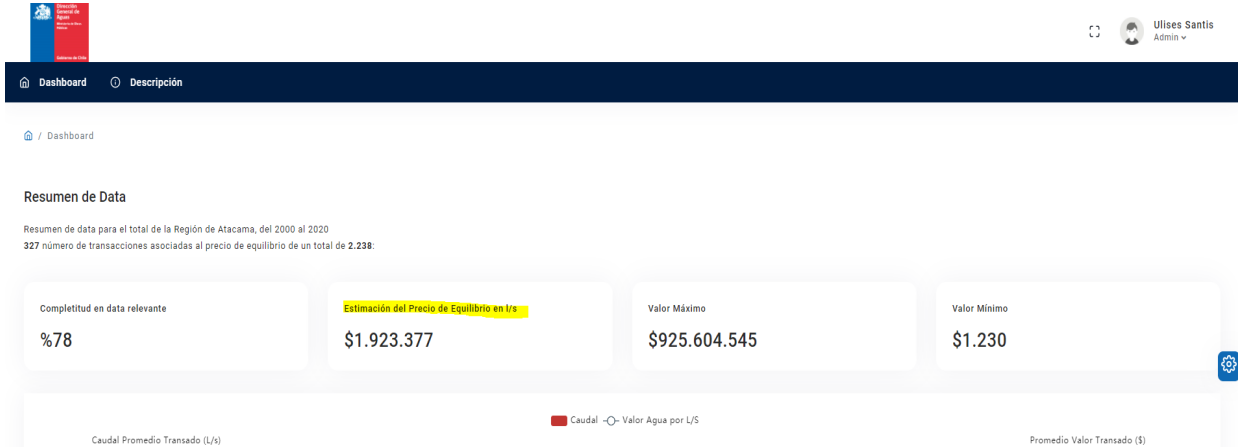 Dirección
General de
Aguas
Gobierno de Chile
Ulises Santis
Admin
Dashboard
Descripción
/ Dashboard
Resumen de Data
Resumen de data para el total de la Región de Atacama, del 2000 al 2020
327 número de transacciones asociadas al precio de equilibrio de un total de 2.238:
Completitud en data relevante
%78
Estimación del Precio de Equilibrio en l/s
$1.923.377
Valor Máximo
$925.604.545
Valor Mínimo
$1.230
Caudal
Valor Agua por L/S
Caudal Promedio Transado (L/s)
Promedio Valor Transado ($)